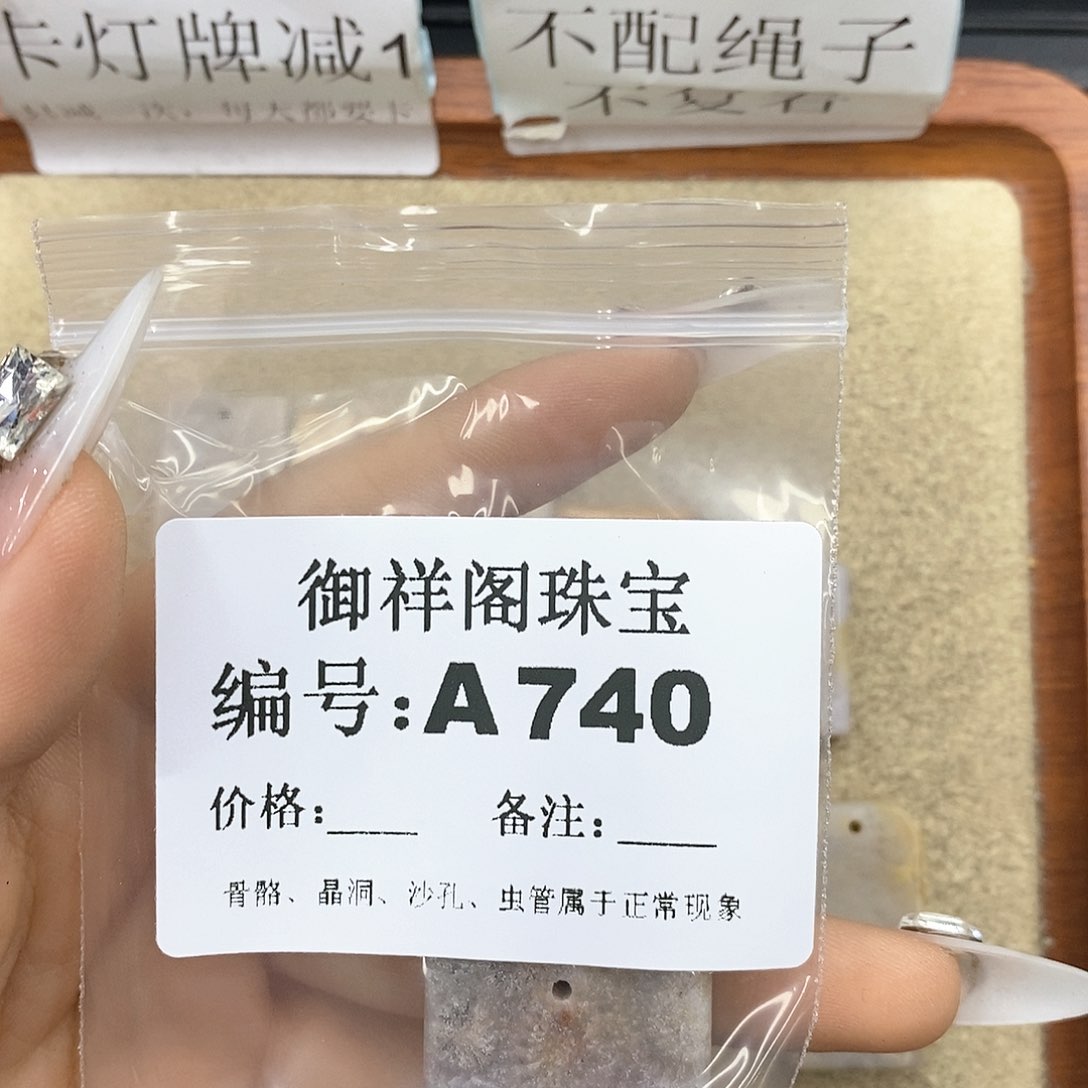 卡灯牌减1
不配绳子
御祥阁珠宝
编号:A740
价格:____ 备注:____
骨骼、晶洞、沙孔、虫管属于正常现象